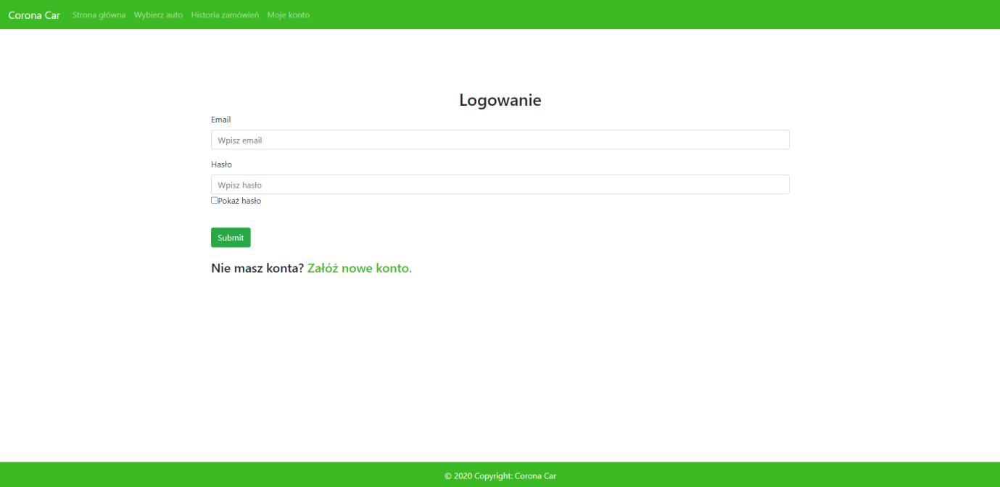 Corona Car Strona główna Wybierz auto Historia zamówień Moje konto
Logowanie
Email
Wpisz email
Hasło
Wpisz hasło
Pokaż hasło
Submit
Nie masz konta? Załóż nowe konto.
© 2020 Copyright: Corona Car